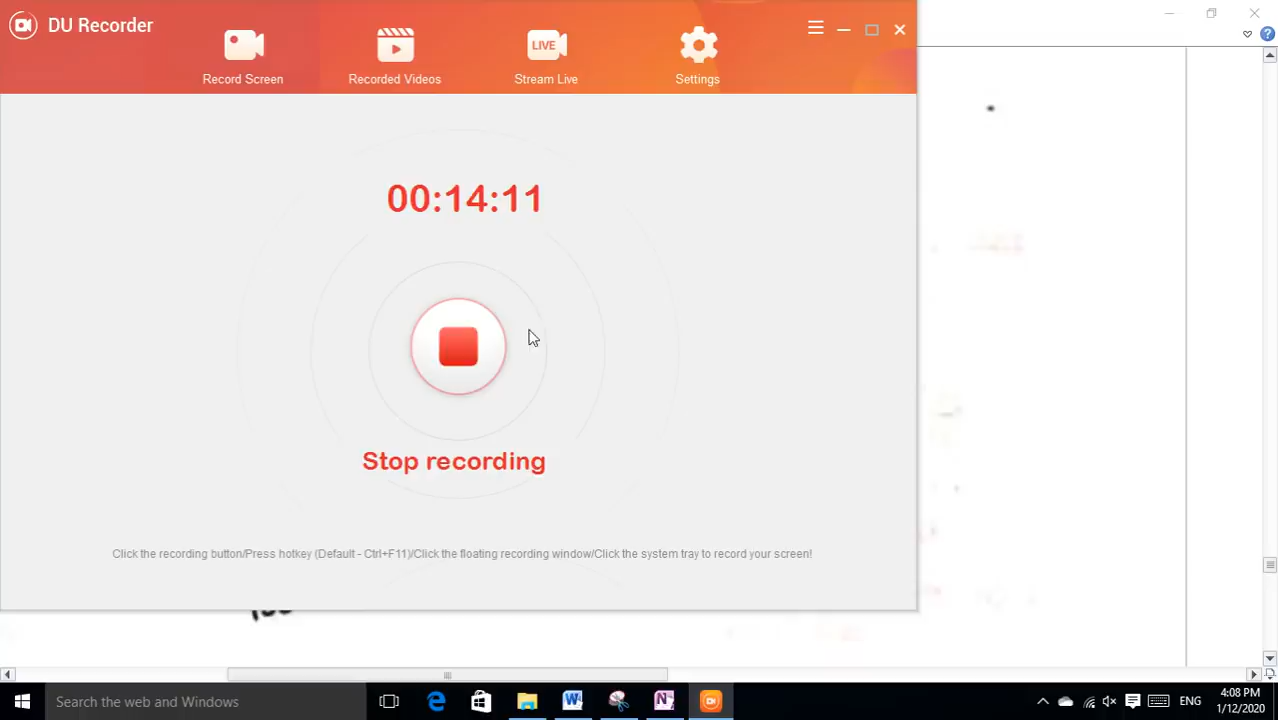 DU Recorder
Record Screen
Recorded Videos
LIVE
Stream Live
Settings
00:14:11
Stop recording
Click the recording button/Press hotkey (Default - Ctrl+F11)/Click the floating recording window/Click the system tray to record your screen!
Search the web and Windows
ENG
4:08 PM
1/12/2020